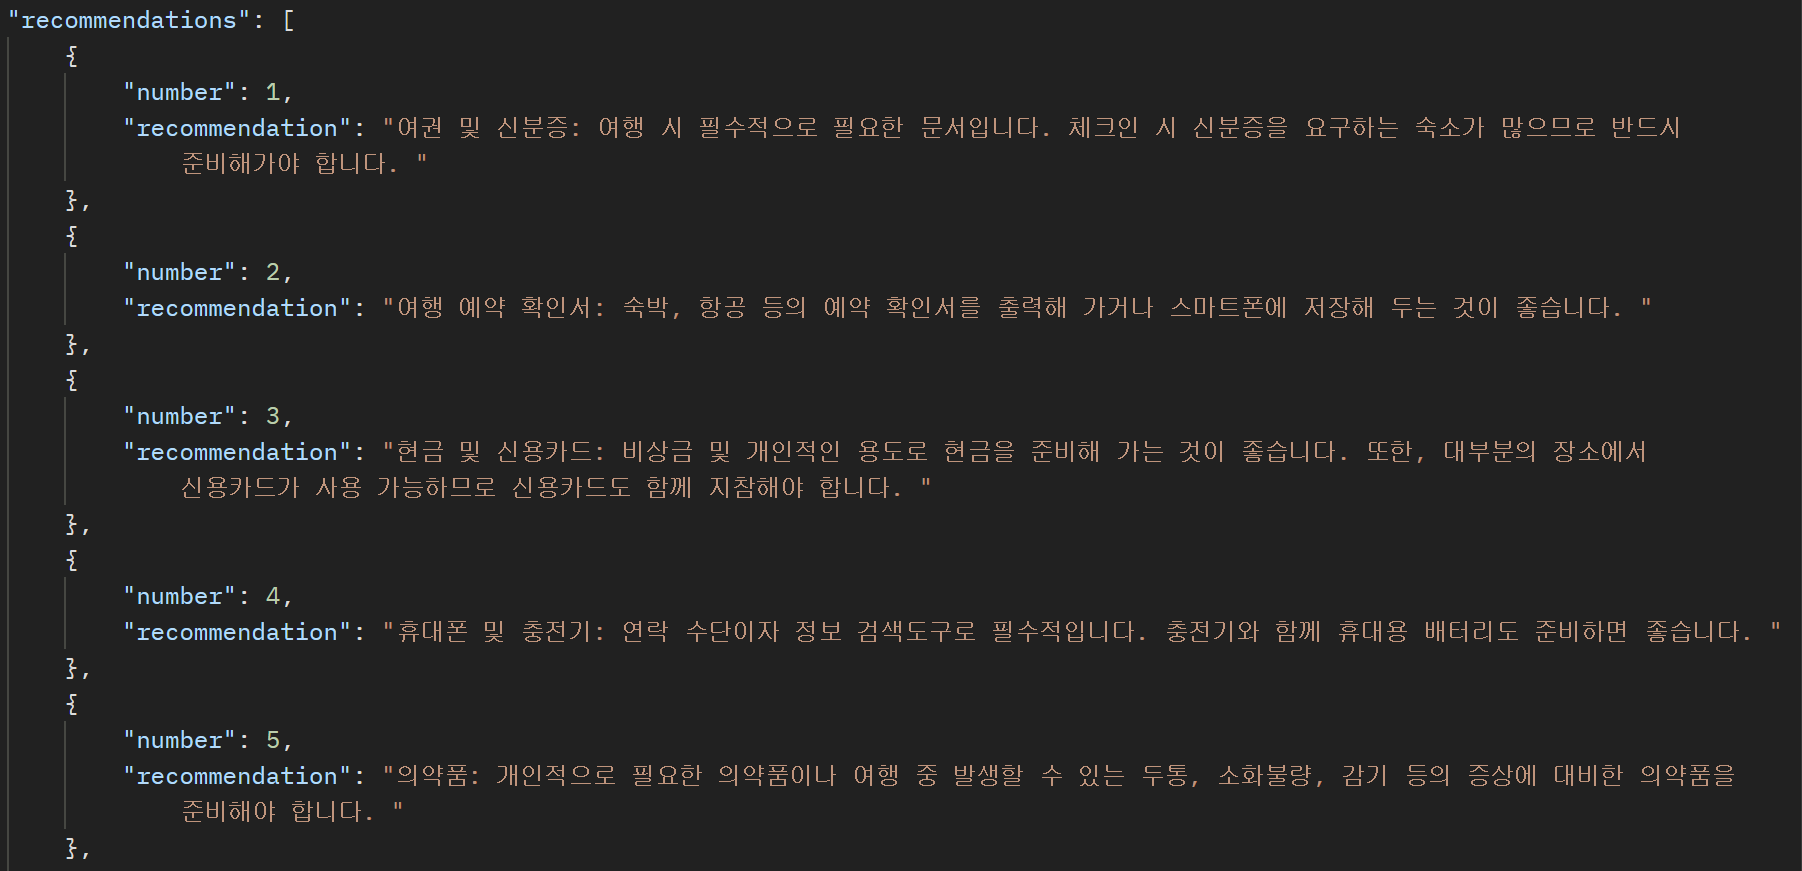 "recommendations": [
{
"number": 1,
"recommendation": "여권 및 신분증: 여행 시 필수적으로 필요한 문서입니다. 체크인 시 신분증을 요구하는 숙소가 많으므로 반드시
준비해가야 합니다. "
},
{
"number": 2,
"recommendation": "여행 예약 확인서: 숙박, 항공 등의 예약 확인서를 출력해 가거나 스마트폰에 저장해 두는 것이 좋습니다. "
},
{
"number": 3,
"recommendation": "현금 및 신용카드: 비상금 및 개인적인 용도로 현금을 준비해 가는 것이 좋습니다. 또한, 대부분의 장소에서
신용카드가 사용 가능하므로 신용카드도 함께 지참해야 합니다. "
},
{
"number": 4,
"recommendation": "휴대폰 및 충전기: 연락 수단이자 정보 검색도구로 필수적입니다. 충전기와 함께 휴대용 배터리도 준비하면 좋습니다. "
},
{
"number": 5,
"recommendation": "의약품: 개인적으로 필요한 의약품이나 여행 중 발생할 수 있는 두통, 소화불량, 감기 등의 증상에 대비한 의약품을
준비해야 합니다. "
},